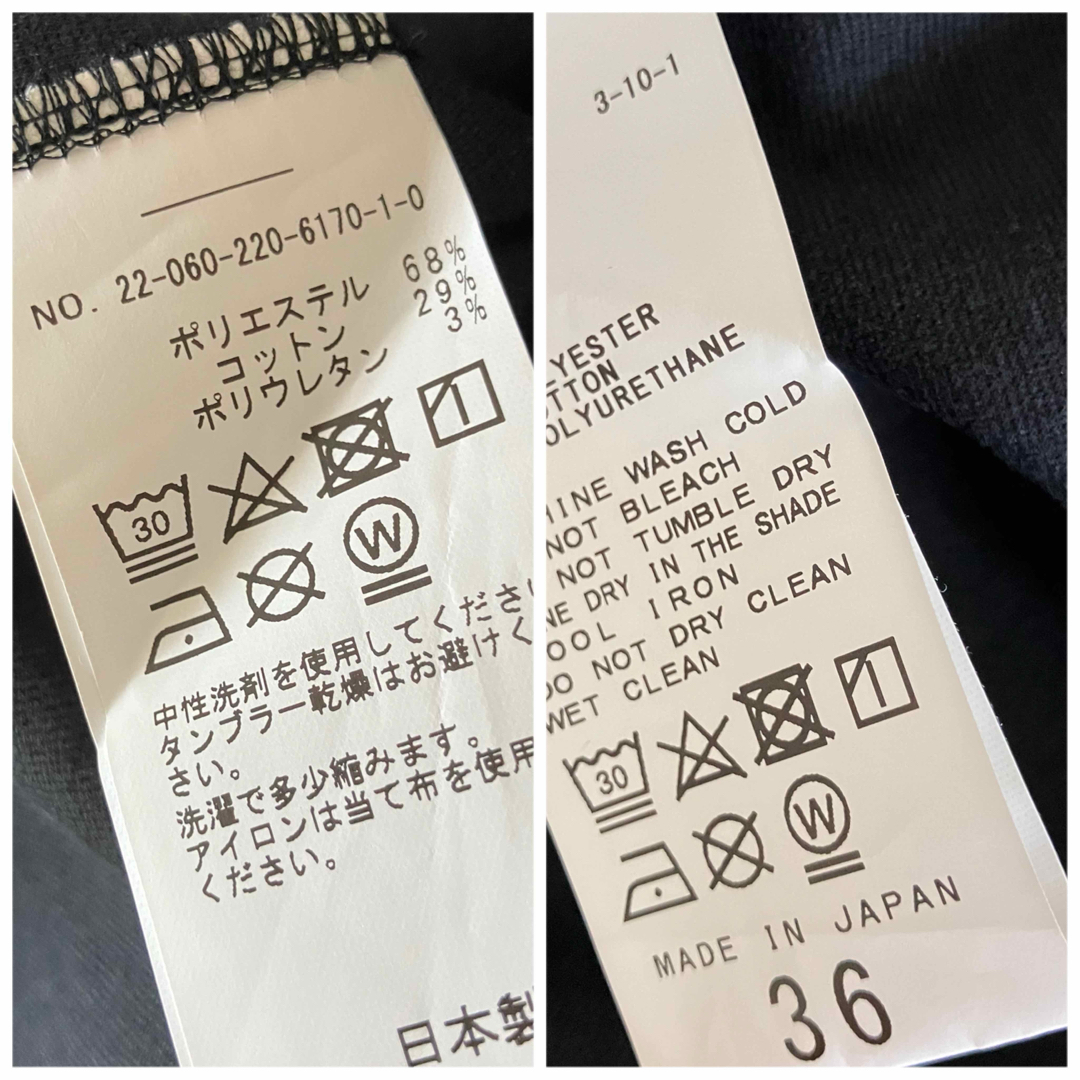 NO. 22-060-220-6170-1-0
ポリエステル 68%
コットン 29%
ポリウレタン 3%
30
W
中性洗剤を使用してくださ
タンブラー乾燥はお避けく
さい。
洗濯で多少縮みます。
アイロンは当て布を使用
ください。
日本製
3-10-1
LYESTER
OTTON
OLYURETHANE
HINE WASH COLD
NOT BLEACH
NOT TUMBLE DRY
NE DRY IN THE SHADE
OOL IRON
DO NOT DRY CLEAN
WET CLEAN
30
W
MADE IN JAPAN
36